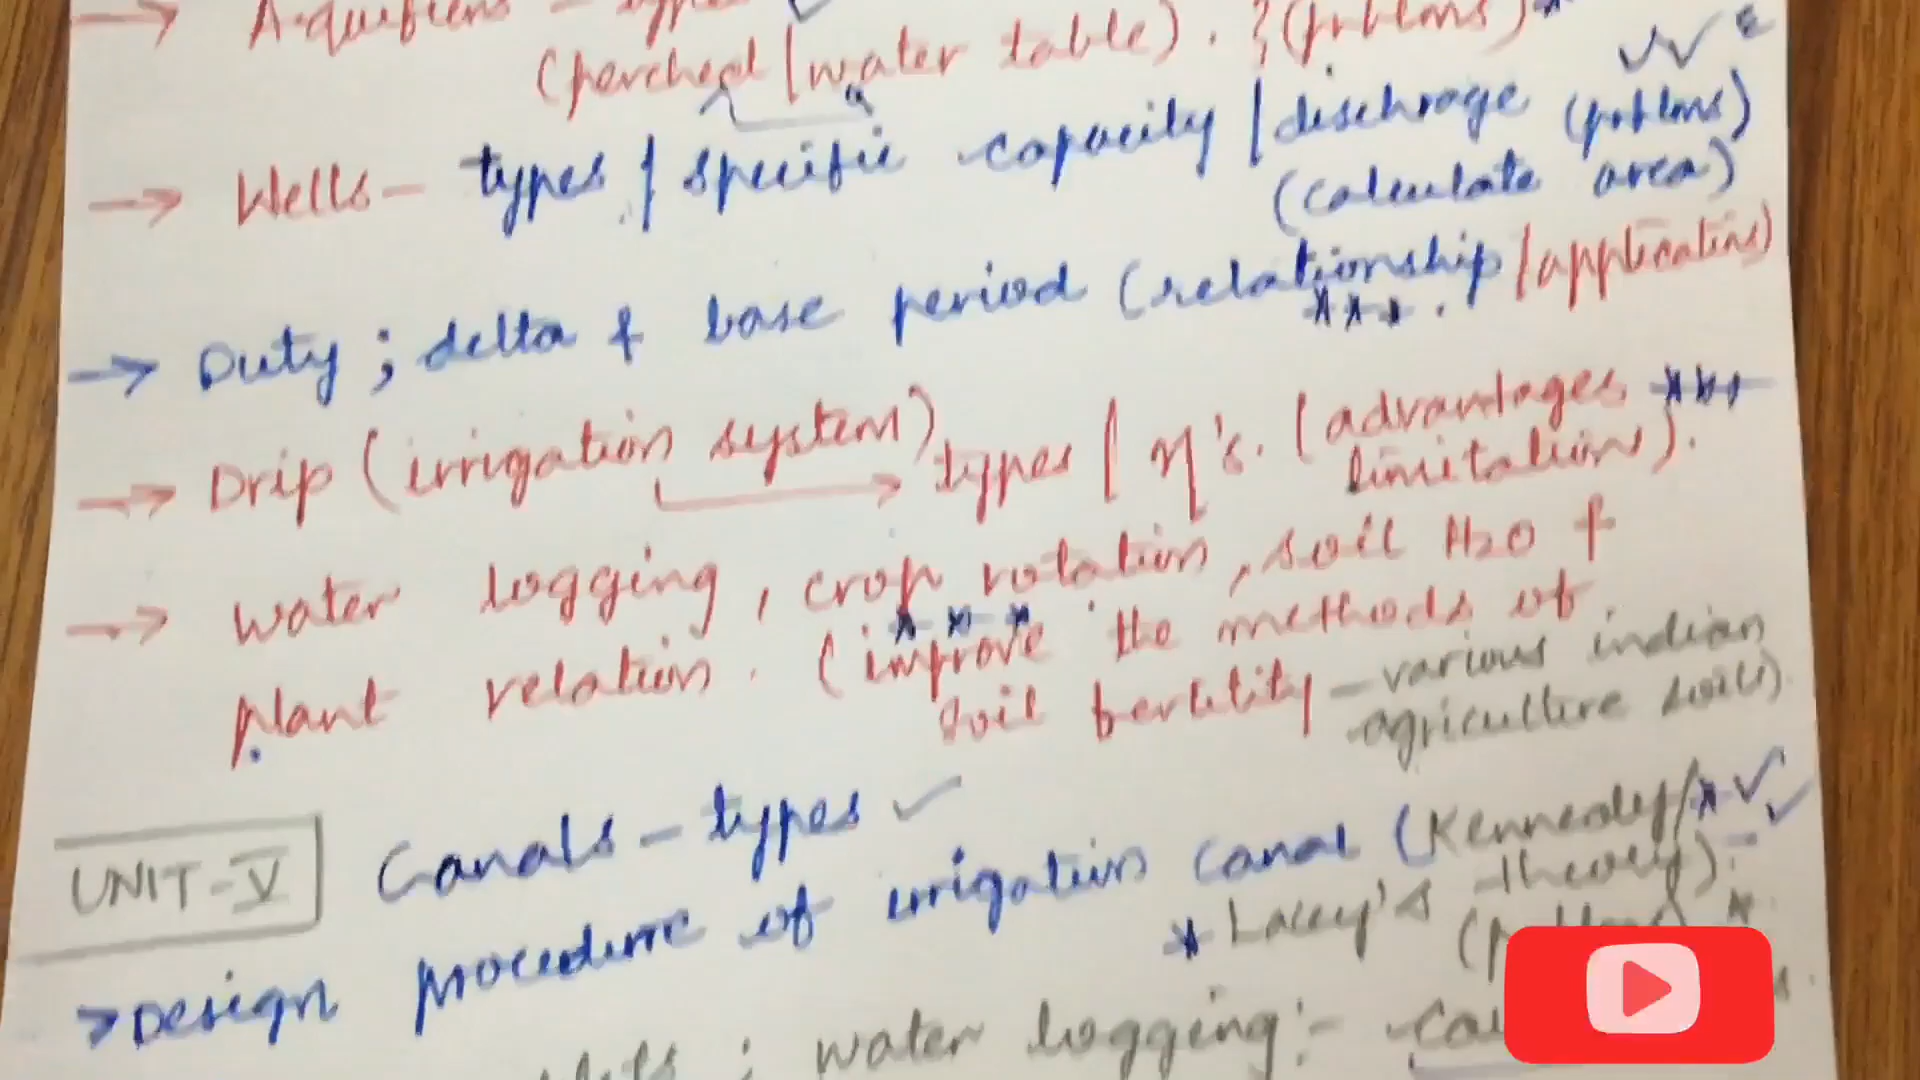 → Aquifers - types
(perched/water table). } (problems)*
→ Wells - types / specific capacity / discharge (problems)
(calculate area)
→ Duty ; delta & base period (relationship /applications)
***.
→ Drip (irrigation system) → types / η's. (advantages ***
limitations).
→ water logging, crop rotation, soil H2O &
Plant relation. (improve the methods of
***
soil fertility - various indian
agriculture soils).
UNIT-V Canals - types ✓
→ Design procedure of irrigation canal (Kennedy/*
* Lacey's theory).
water logging :-